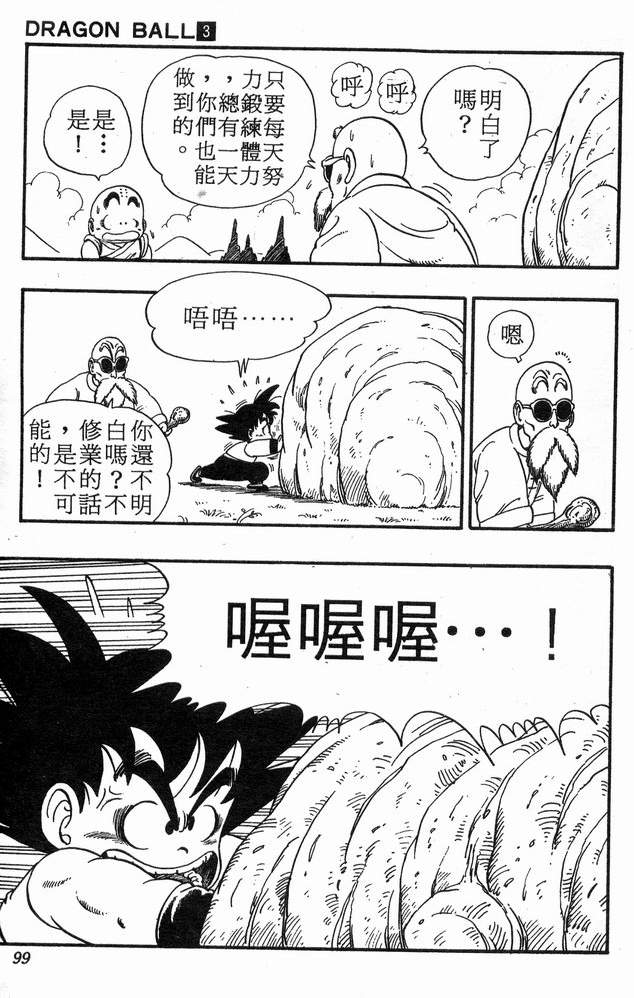 DRAGON BALL 3
明白了
嗎？
呼
呼
只要每天努
力鍛練體力
，總有一天
，你們也能
做到的。
是…
是！
嗯
唔唔……
你還不明
白嗎？不
修業的話
，是不可
能的！
喔喔喔…！
99